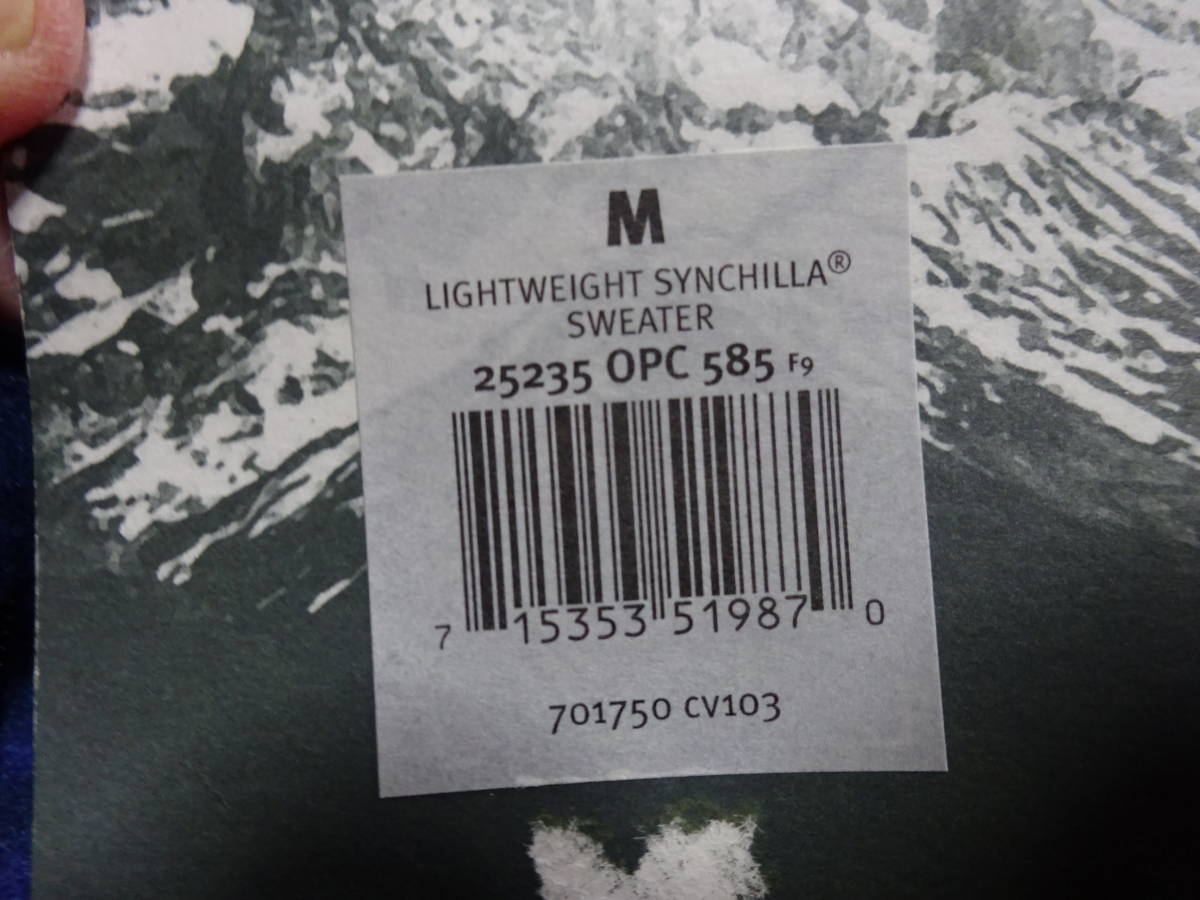 M
LIGHTWEIGHT SYNCHILLA®
SWEATER
25235 OPC 585 F9
7 15353 51987 0
701750 CV103